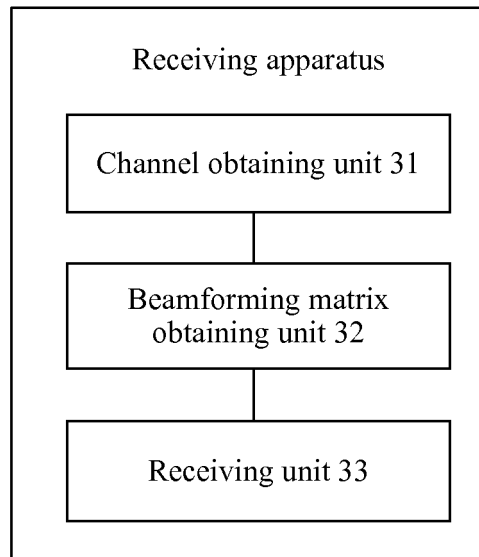 Receiving apparatus
Channel obtaining unit 31
Beamforming matrix
obtaining unit 32
Receiving unit 33